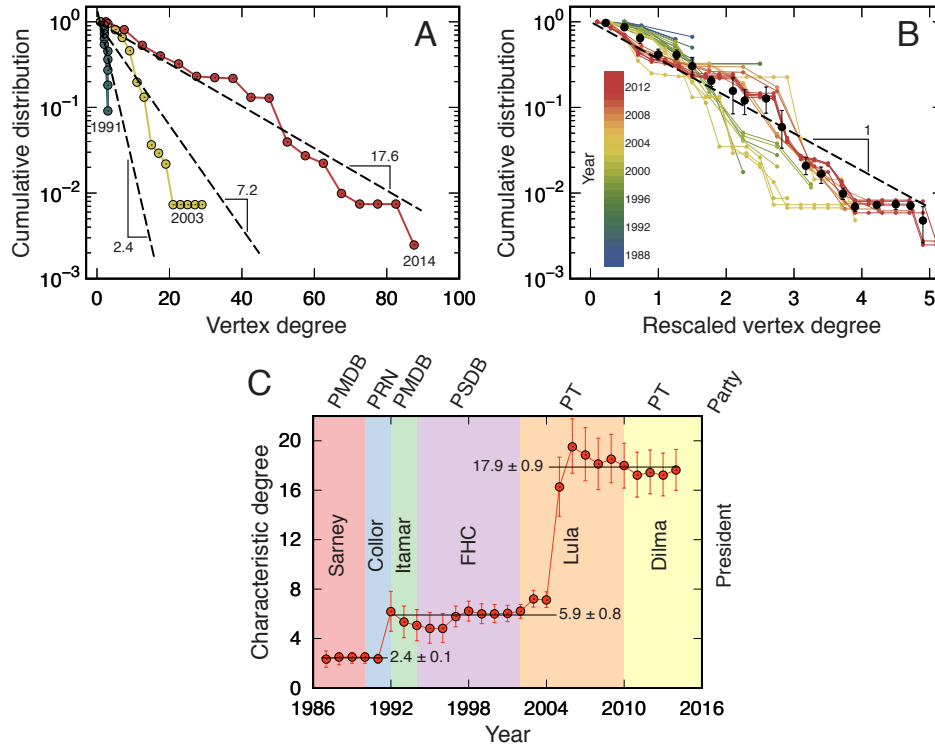 A
Cumulative distribution
10⁰
10⁻¹
10⁻²
10⁻³
1991
2003
2014
2.4
7.2
17.6
0 20 40 60 80 100
Vertex degree
B
Cumulative distribution
10⁰
10⁻¹
10⁻²
10⁻³
Year
2012
2008
2004
2000
1996
1992
1988
1
0 1 2 3 4 5
Rescaled vertex degree
C
PMDB PRN PMDB PSDB PT PT Party
Characteristic degree
20
16
12
8
4
0
Sarney Collor Itamar FHC Lula Dilma President
17.9 ± 0.9
5.9 ± 0.8
2.4 ± 0.1
1986 1992 1998 2004 2010 2016
Year